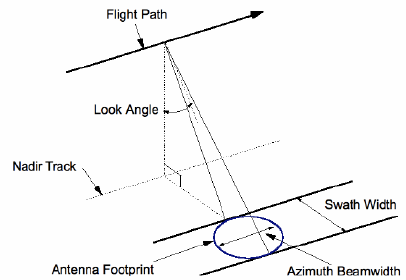 Flight Path
Look Angle
Nadir Track
Swath Width
Antenna Footprint
Azimuth Beamwidth